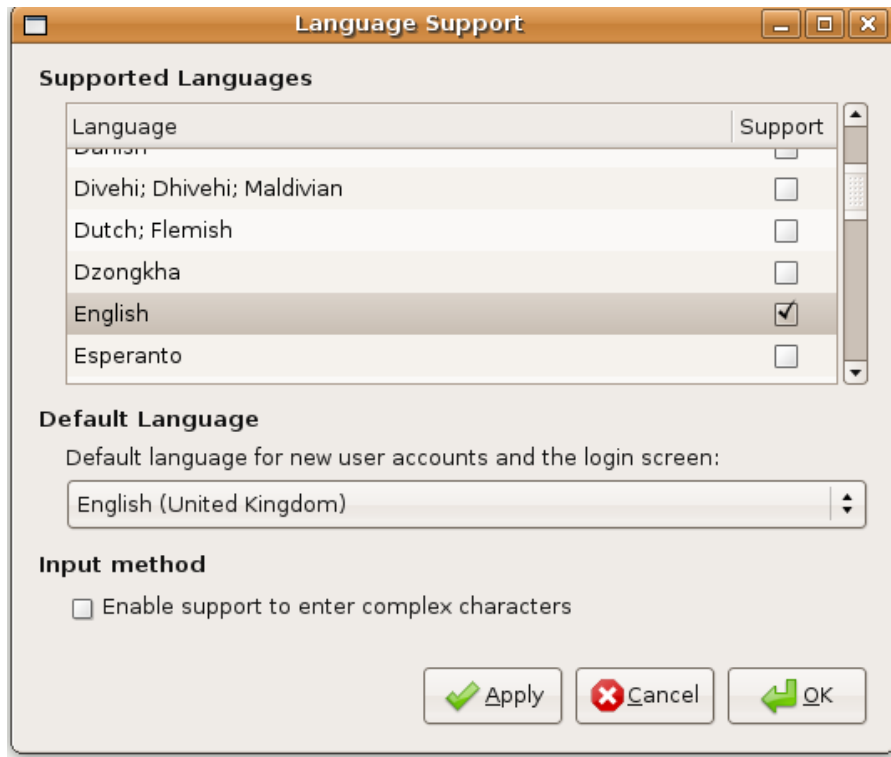 Language Support
Supported Languages
Language Support
Danish
Divehi; Dhivehi; Maldivian
Dutch; Flemish
Dzongkha
English
Esperanto
Default Language
Default language for new user accounts and the login screen:
English (United Kingdom)
Input method
Enable support to enter complex characters
Apply Cancel OK